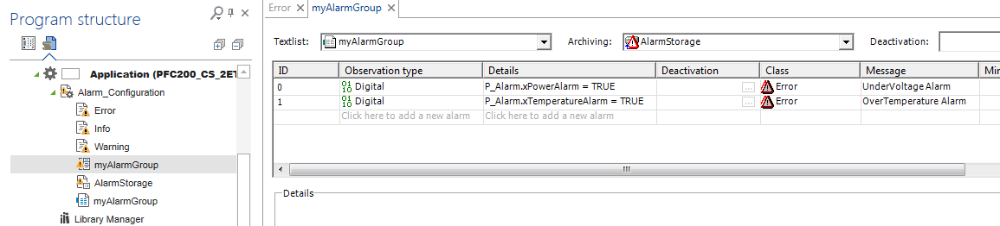 Program structure
Application (PFC200_CS_2ET
Alarm_Configuration
Error
Info
Warning
myAlarmGroup
AlarmStorage
myAlarmGroup
Library Manager
Error myAlarmGroup
Textlist: myAlarmGroup Archiving: AlarmStorage Deactivation:
ID Observation type Details Deactivation Class Message Min
0 Digital P_Alarm.xPowerAlarm = TRUE ... Error UnderVoltage Alarm
1 Digital P_Alarm.xTemperatureAlarm = TRUE ... Error OverTemperature Alarm
Click here to add a new alarm Click here to add a new alarm
Details